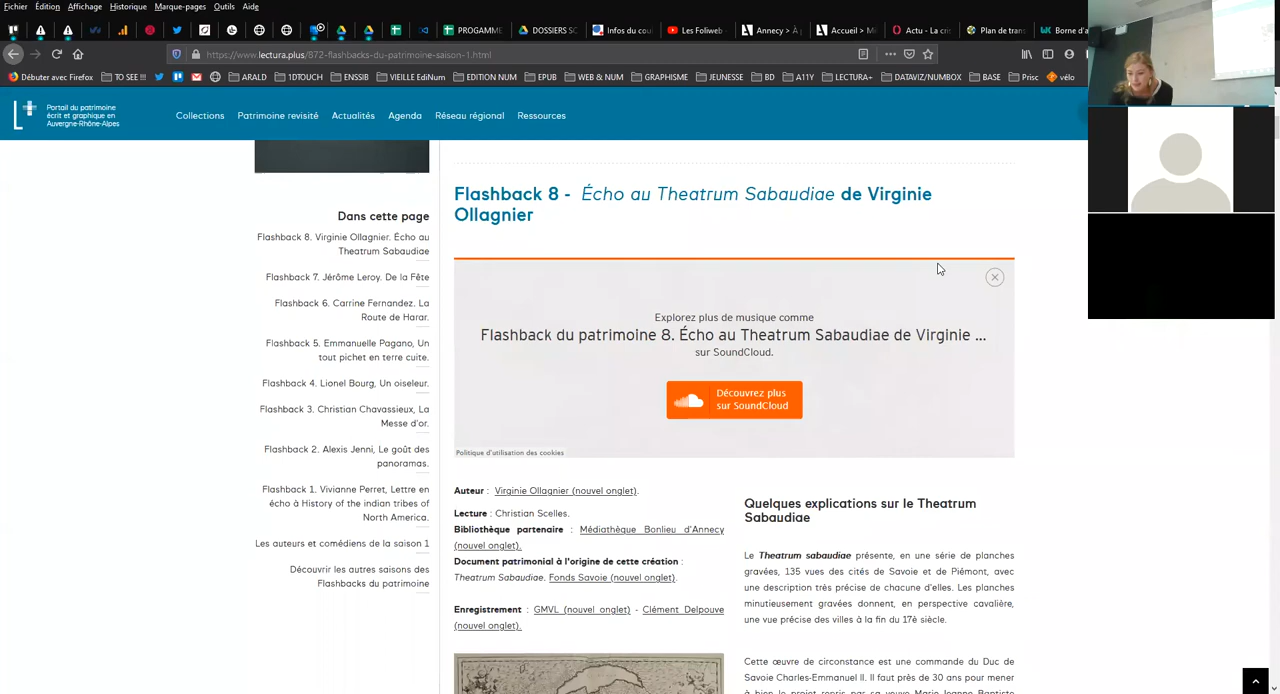 Fichier Édition Affichage Historique Marque-pages Outils Aide
PROGAMME
DOSSIERS SC
Infos du coul
Les Foliweb
Annecy > À p
Accueil > Mé
Actu - La cri
Plan de trans
Borne d'a
https://www.lectura.plus/872-flashbacks-du-patrimoine-saison-1.html
Débuter avec Firefox TO SEE !!! ARALD 1DTOUCH ENSSIB VIEILLE EdiNum EDITION NUM EPUB WEB & NUM GRAPHISME JEUNESSE BD A11Y LECTURA+ DATAVIZ/NUMBOX BASE Prisc vélo
Portail du patrimoine
écrit et graphique en
Auvergne-Rhône-Alpes
Collections Patrimoine revisité Actualités Agenda Réseau régional Ressources
Dans cette page
Flashback 8. Virginie Ollagnier. Écho au
Theatrum Sabaudiae
Flashback 7. Jérôme Leroy. De la Fête
Flashback 6. Carrine Fernandez. La
Route de Harar.
Flashback 5. Emmanuelle Pagano, Un
tout pichet en terre cuite.
Flashback 4. Lionel Bourg, Un oiseleur.
Flashback 3. Christian Chavassieux, La
Messe d'or.
Flashback 2. Alexis Jenni, Le goût des
panoramas.
Flashback 1. Vivianne Perret, Lettre en
écho à History of the indian tribes of
North America.
Les auteurs et comédiens de la saison 1
Découvrir les autres saisons des
Flashbacks du patrimoine
Flashback 8 - Écho au Theatrum Sabaudiae de Virginie
Ollagnier
Explorez plus de musique comme
Flashback du patrimoine 8. Écho au Theatrum Sabaudiae de Virginie ...
sur SoundCloud.
Découvrez plus
sur SoundCloud
Politique d'utilisation des cookies
Auteur : Virginie Ollagnier (nouvel onglet).
Lecture : Christian Scelles.
Bibliothèque partenaire : Médiathèque Bonlieu d'Annecy
(nouvel onglet).
Document patrimonial à l'origine de cette création :
Theatrum Sabaudiae. Fonds Savoie (nouvel onglet).
Enregistrement : GMVL (nouvel onglet) - Clément Delpouve
(nouvel onglet).
Quelques explications sur le Theatrum
Sabaudiae
Le Theatrum sabaudiae présente, en une série de planches
gravées, 135 vues des cités de Savoie et de Piémont, avec
une description très précise de chacune d'elles. Les planches
minutieusement gravées donnent, en perspective cavalière,
une vue précise des villes à la fin du 17è siècle.
Cette œuvre de circonstance est une commande du Duc de
Savoie Charles-Emmanuel II. Il faut près de 30 ans pour mener
à bien le projet repris par sa veuve Marie Jeanne Baptiste